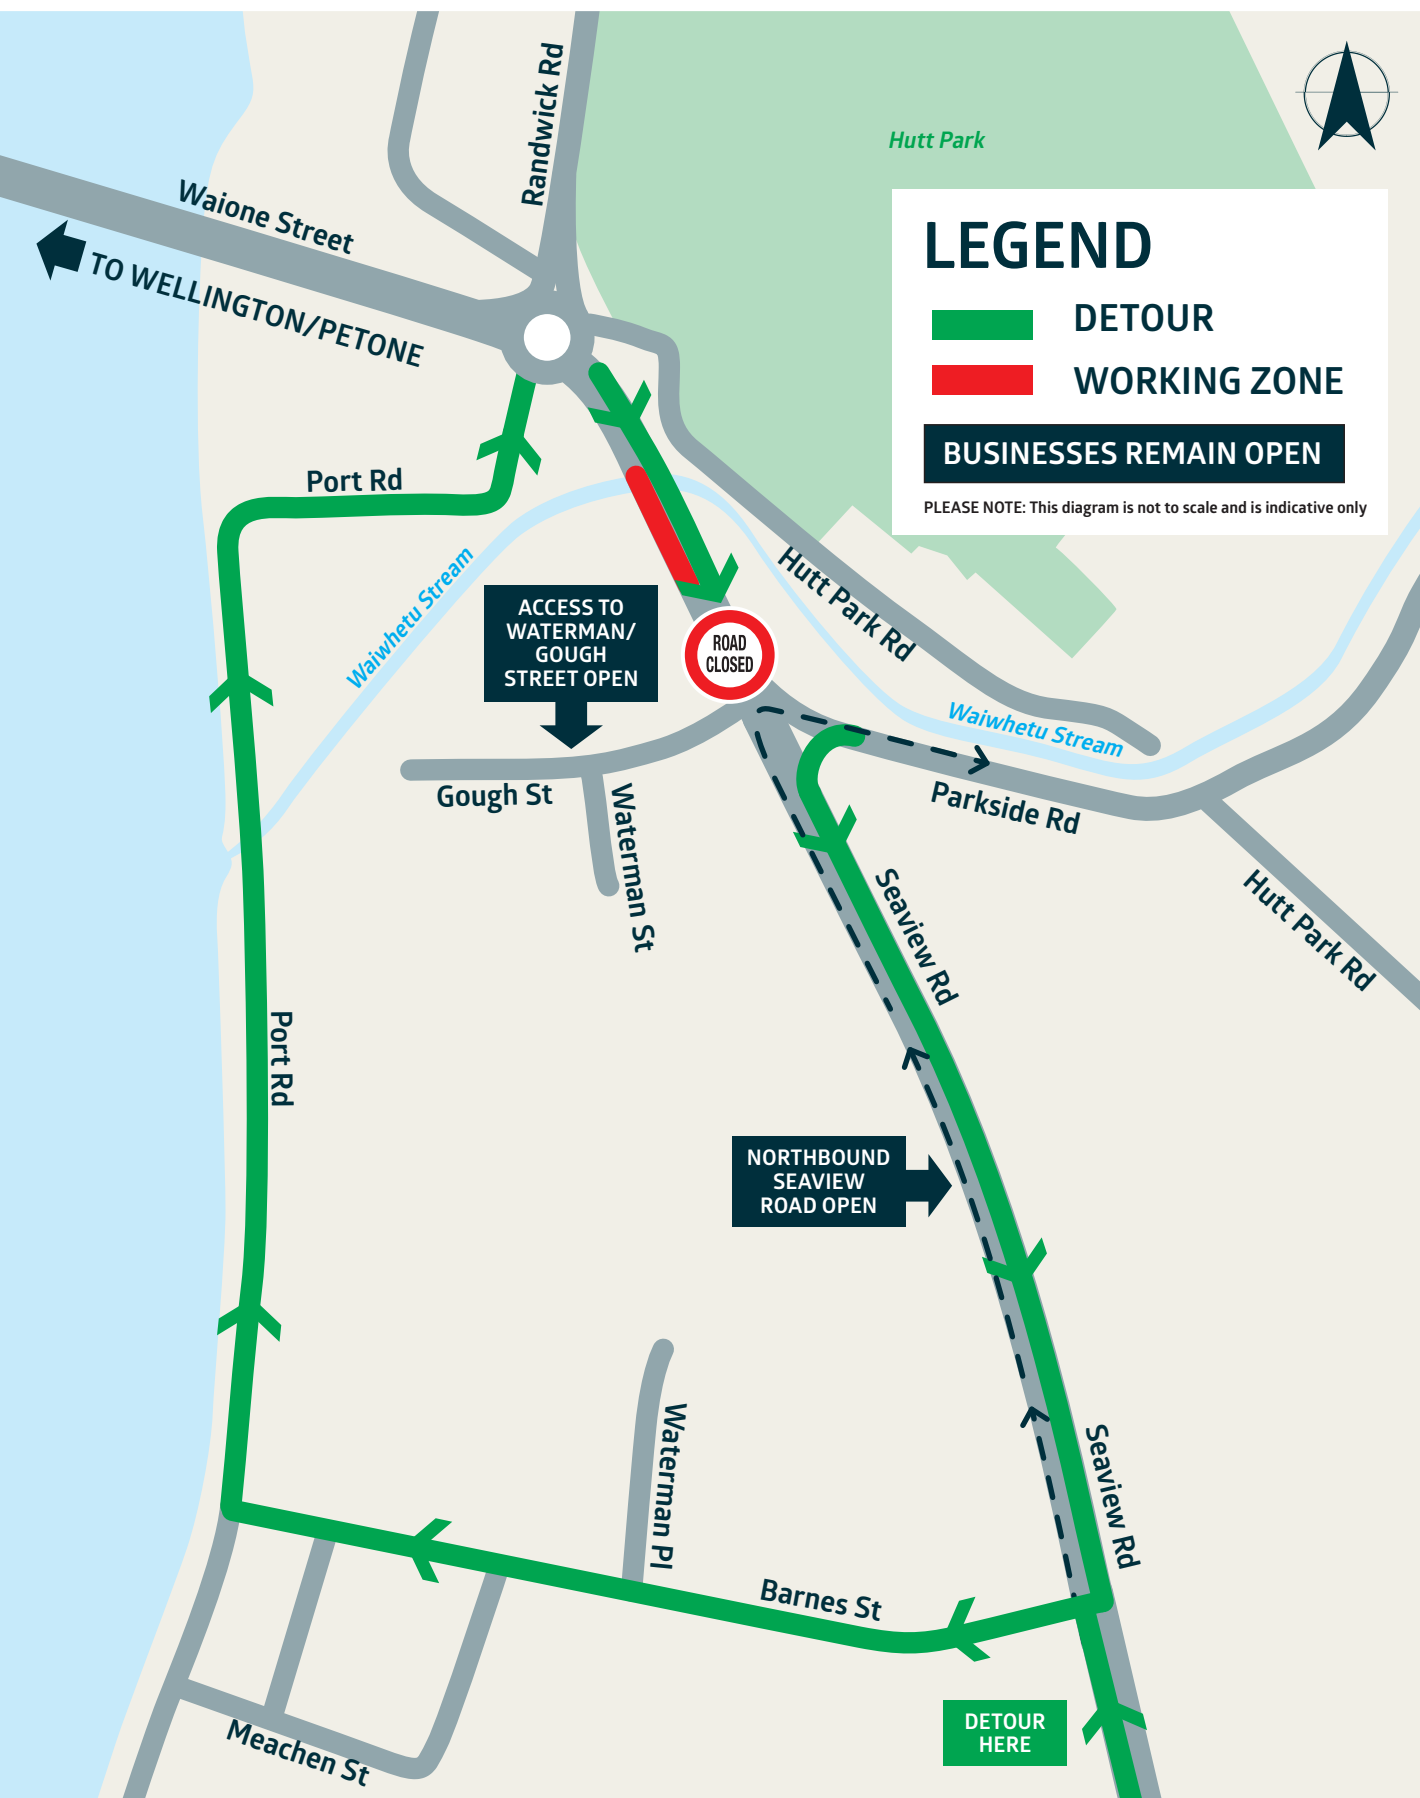 Randwick Rd
Hutt Park
Waione Street
TO WELLINGTON/PETONE
LEGEND
DETOUR
WORKING ZONE
BUSINESSES REMAIN OPEN
PLEASE NOTE: This diagram is not to scale and is indicative only
Port Rd
Waiwhetu Stream
ACCESS TO
WATERMAN/
GOUGH
STREET OPEN
ROAD
CLOSED
Hutt Park Rd
Waiwhetu Stream
Gough St
Waterman St
Parkside Rd
Seaview Rd
Hutt Park Rd
Port Rd
NORTHBOUND
SEAVIEW
ROAD OPEN
Waterman Pl
Seaview Rd
Barnes St
Meachen St
DETOUR
HERE